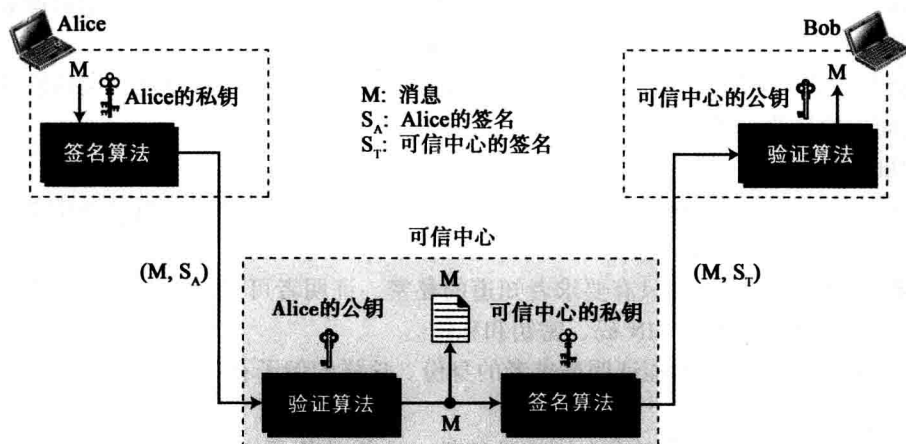 Alice
Bob
M
Alice的私钥
签名算法
M: 消息
S_A: Alice的签名
S_T: 可信中心的签名
可信中心的公钥
M
验证算法
(M, S_A)
可信中心
(M, S_T)
M
Alice的公钥
可信中心的私钥
验证算法
M
签名算法